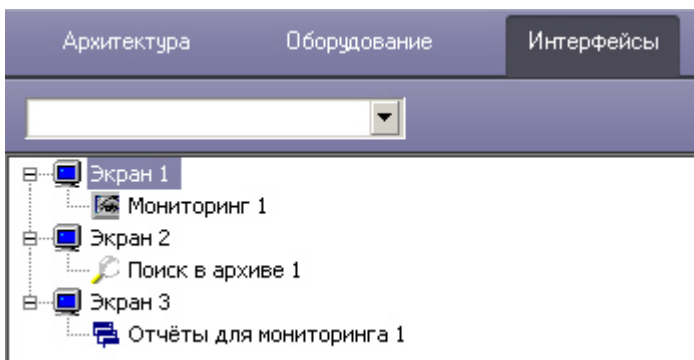 Архитектура Оборудование Интерфейсы
Экран 1
Мониторинг 1
Экран 2
Поиск в архиве 1
Экран 3
Отчёты для мониторинга 1